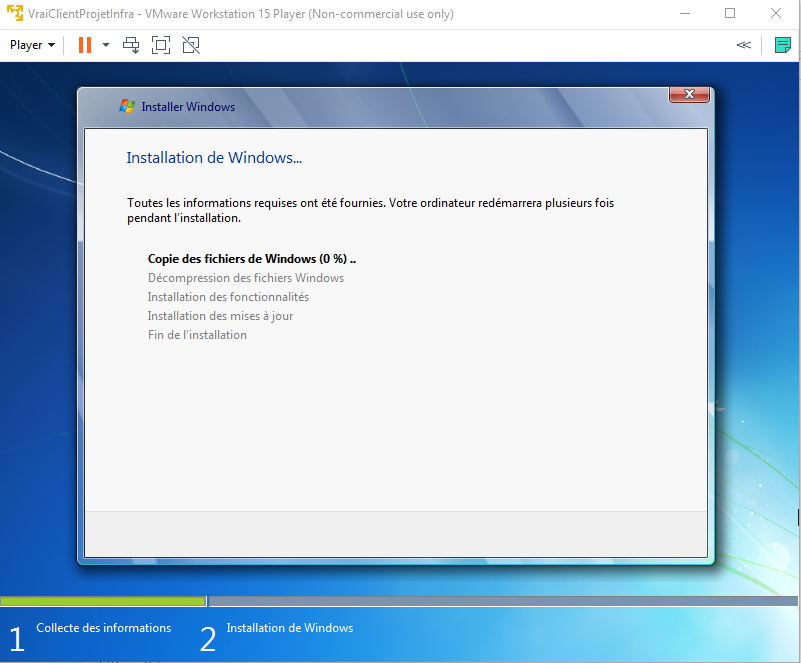 VraiClientProjetInfra - VMware Workstation 15 Player (Non-commercial use only)
Player
Installer Windows
Installation de Windows...
Toutes les informations requises ont été fournies. Votre ordinateur redémarrera plusieurs fois
pendant l'installation.
Copie des fichiers de Windows (0 %) ..
Décompression des fichiers Windows
Installation des fonctionnalités
Installation des mises à jour
Fin de l'installation
1 Collecte des informations 2 Installation de Windows